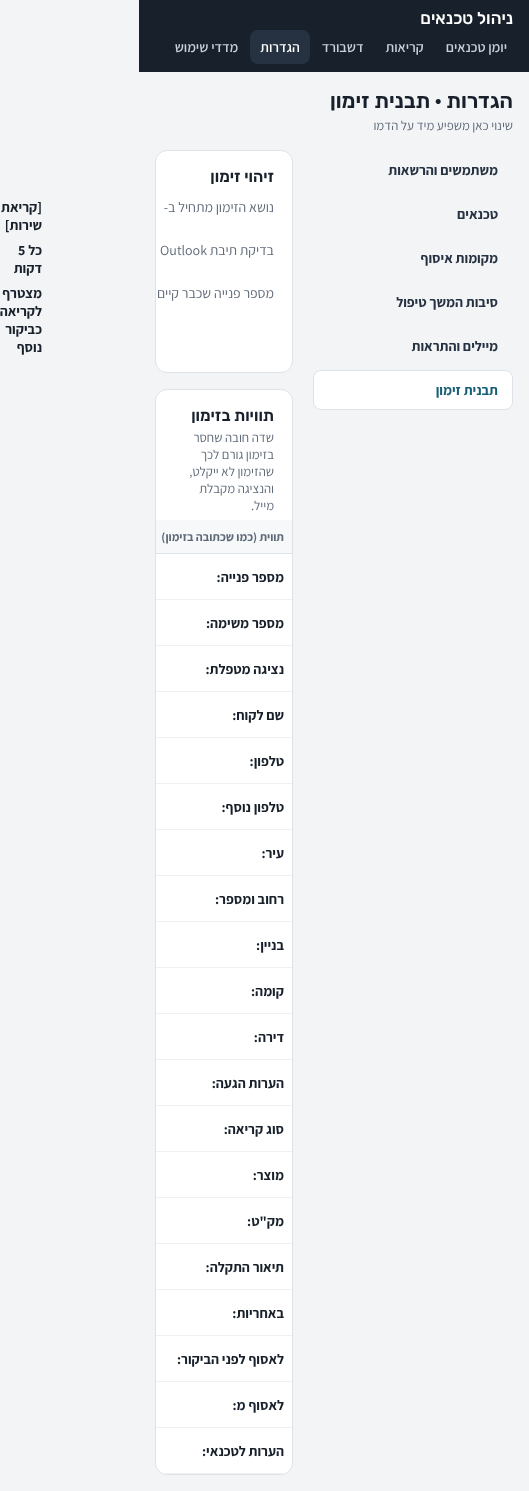 ניהול טכנאים
יומן טכנאים
קריאות
דשבורד
הגדרות
מדדי שימוש
הגדרות • תבנית זימון
שינוי כאן משפיע מיד על הדמו
משתמשים והרשאות
טכנאים
מקומות איסוף
סיבות המשך טיפול
מיילים והתראות
תבנית זימון
זיהוי זימון
נושא הזימון מתחיל ב-
[קריאת
שירות]
בדיקת תיבת Outlook
כל 5
דקות
מספר פנייה שכבר קיים
מצטרף
לקריאה
כביקור
נוסף
תוויות בזימון
שדה חובה שחסר
בזימון גורם לכך
שהזימון לא ייקלט,
והנציגה מקבלת
מייל.
תווית (כמו שכתובה בזימון)
מספר פנייה:
מספר משימה:
נציגה מטפלת:
שם לקוח:
טלפון:
טלפון נוסף:
עיר:
רחוב ומספר:
בניין:
קומה:
דירה:
הערות הגעה:
סוג קריאה:
מוצר:
מק"ט:
תיאור התקלה:
באחריות:
לאסוף לפני הביקור:
לאסוף מ:
הערות לטכנאי: